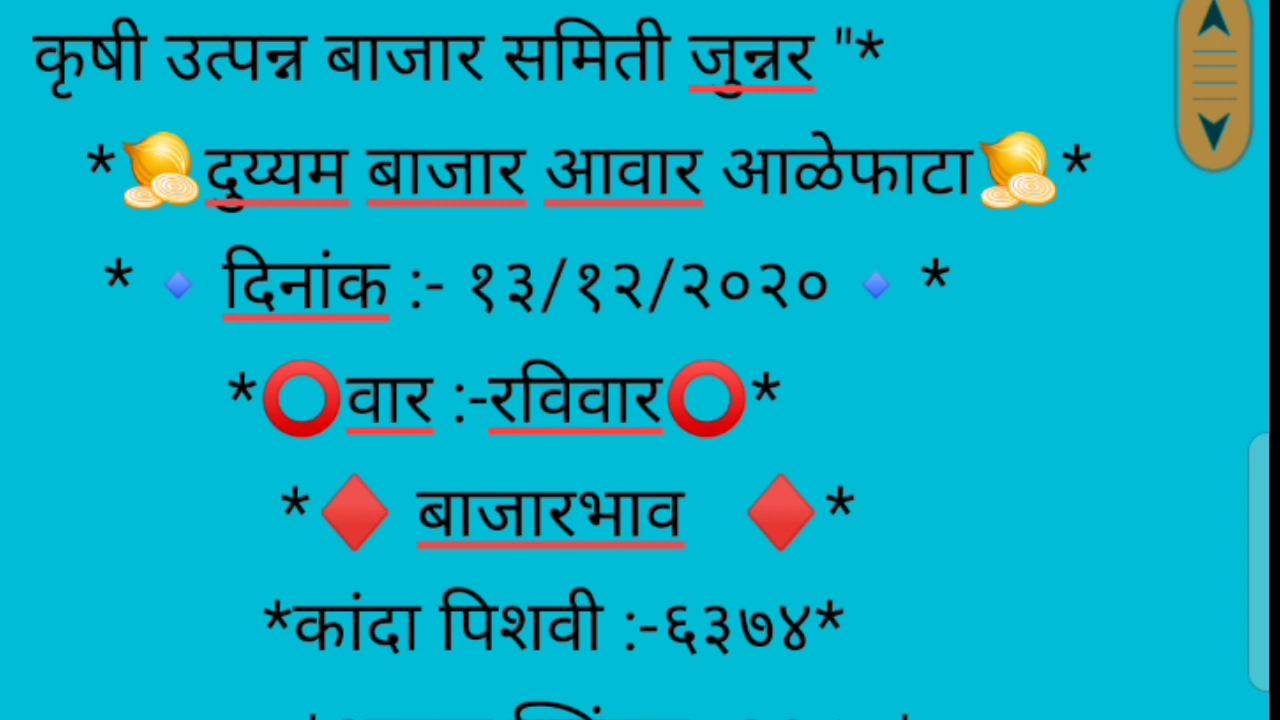 कृषी उत्पन्न बाजार समिती जुन्नर "*
*🧅दुय्यम बाजार आवार आळेफाटा🧅*
* 🔹 दिनांक :- १३/१२/२०२० 🔹 *
*⭕वार :-रविवार⭕*
*♦️ बाजारभाव ♦️*
*कांदा पिशवी :-६३७४*